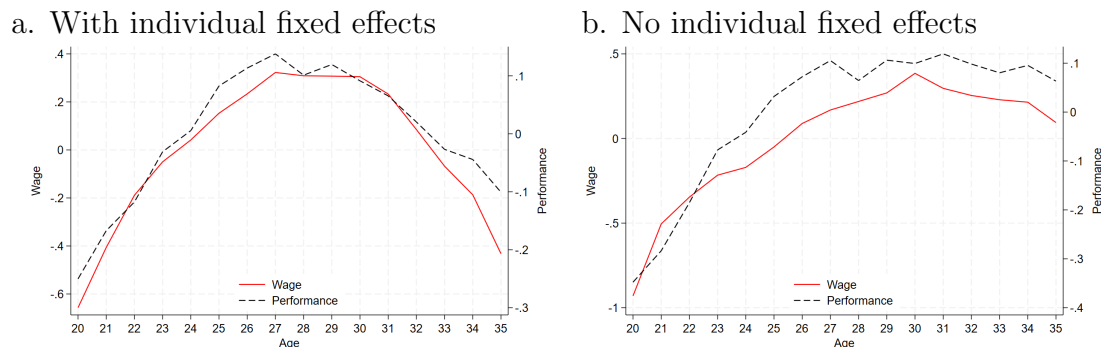 a. With individual fixed effects
.4
.2
0
-.2
-.4
-.6
Wage
.1
0
-.1
-.2
-.3
Performance
Wage
Performance
20 21 22 23 24 25 26 27 28 29 30 31 32 33 34 35
Age
b. No individual fixed effects
.5
0
-.5
-1
Wage
.1
0
-.1
-.2
-.3
-.4
Performance
Wage
Performance
20 21 22 23 24 25 26 27 28 29 30 31 32 33 34 35
Age